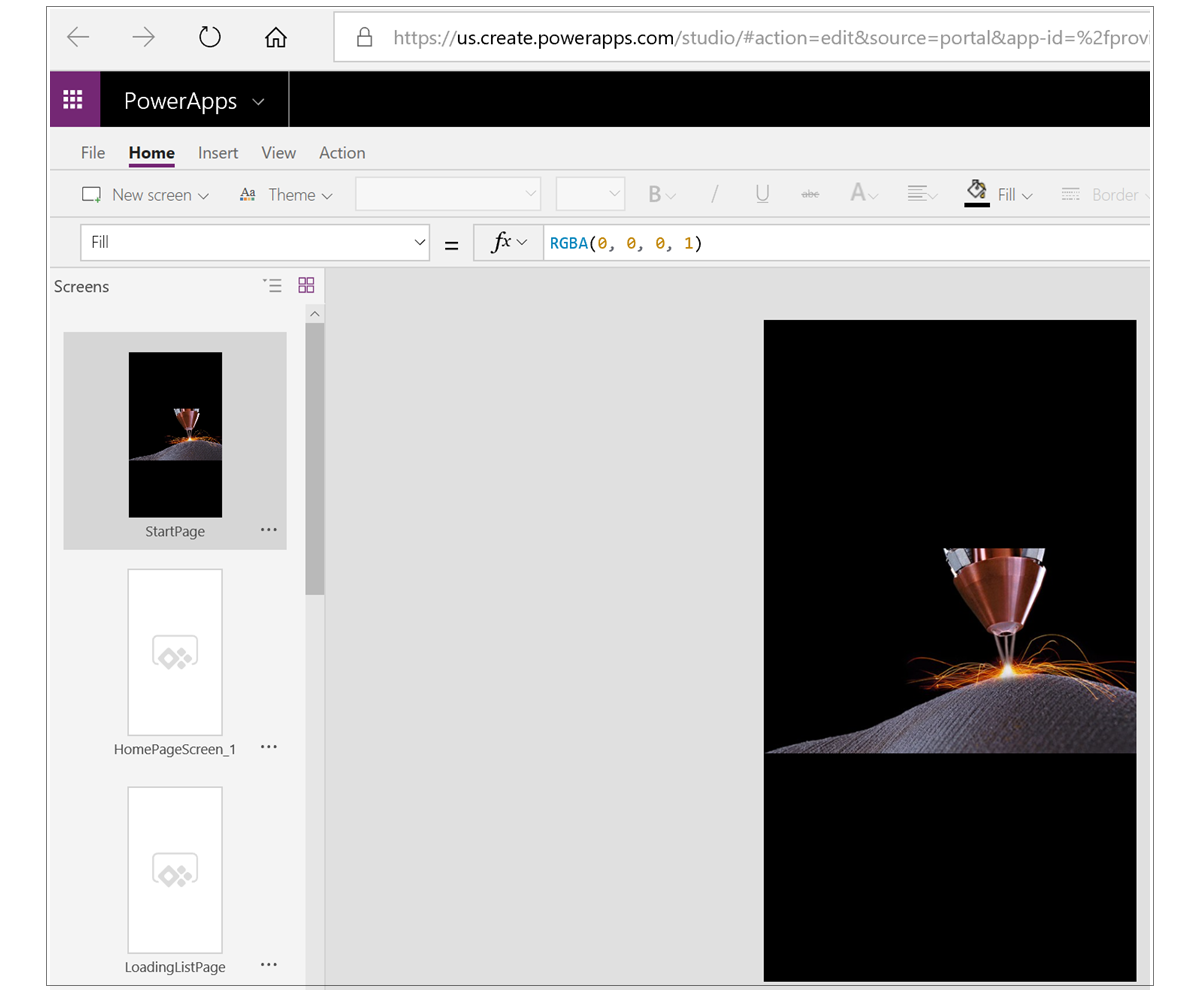 https://us.create.powerapps.com/studio/#action=edit&source=portal&app-id=%2fprovi
PowerApps
File Home Insert View Action
New screen Aa Theme B / U abc A Fill Border
Fill = fx RGBA(0, 0, 0, 1)
Screens
StartPage ...
HomePageScreen_1 ...
LoadingListPage ...